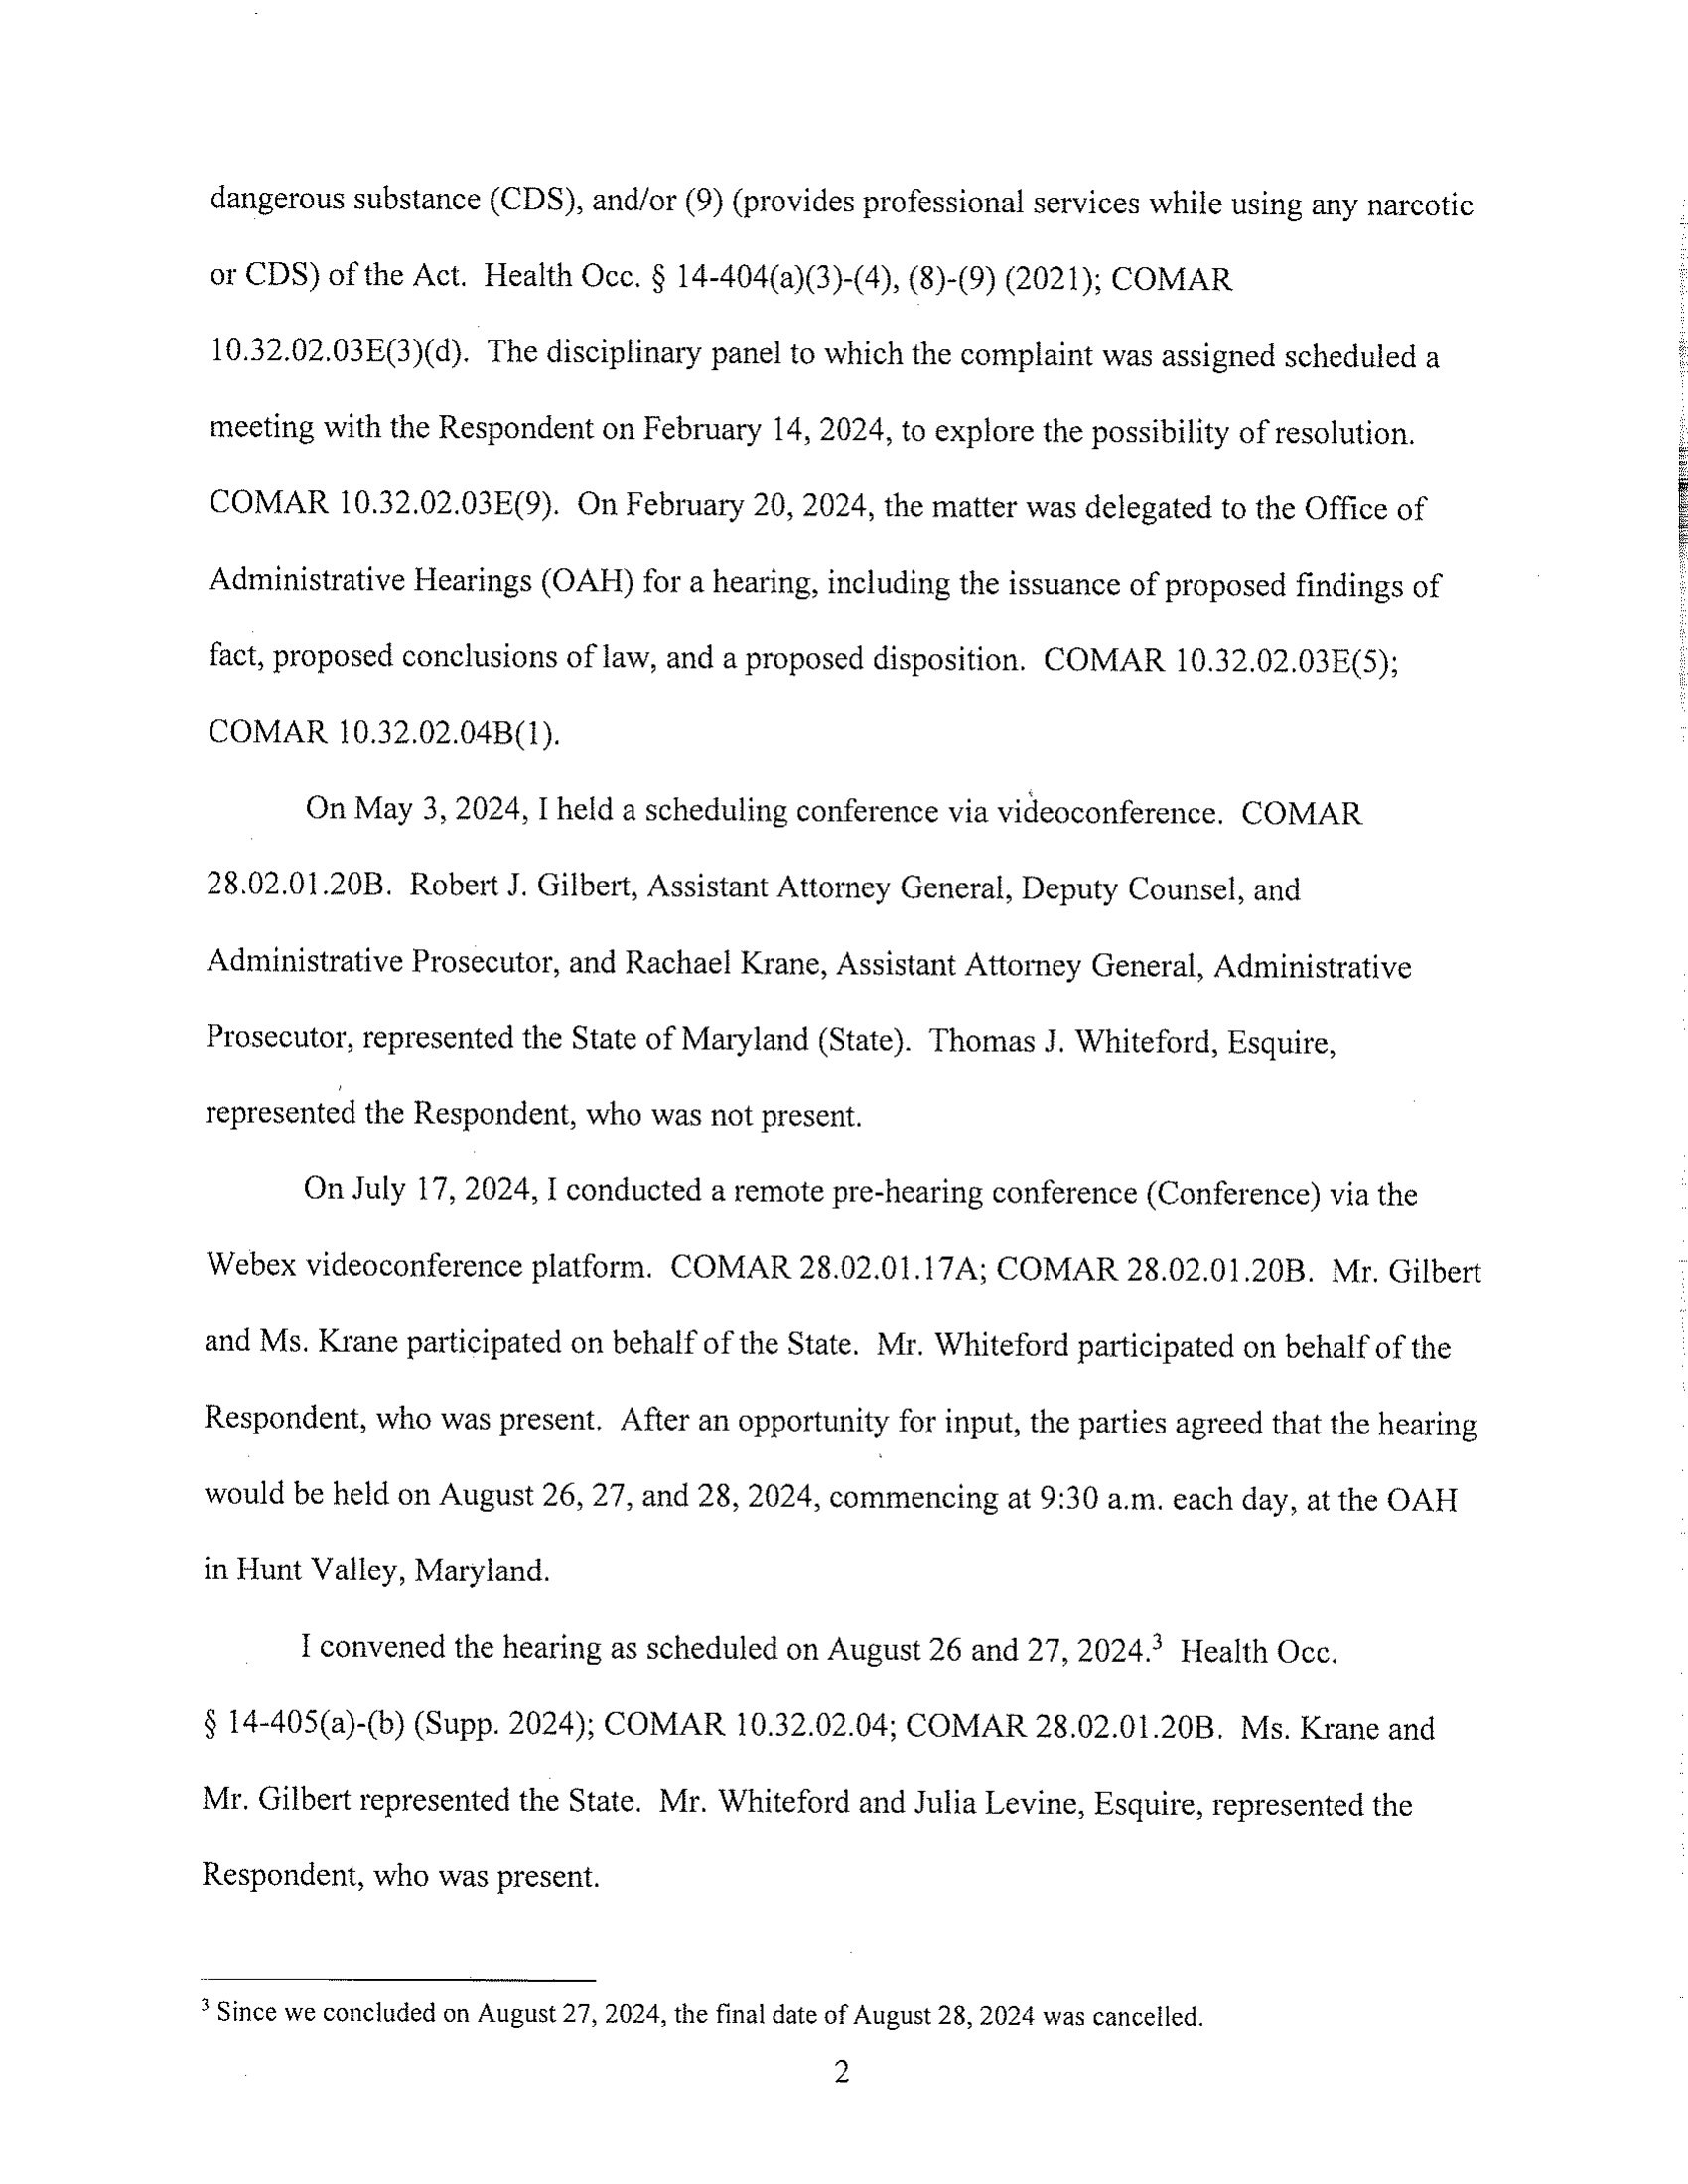 dangerous substance (CDS), and/or (9) (provides professional services while using any narcotic
or CDS) of the Act. Health Occ. § 14-404(a)(3)-(4), (8)-(9) (2021); COMAR
10.32.02.03E(3)(d). The disciplinary panel to which the complaint was assigned scheduled a
meeting with the Respondent on February 14, 2024, to explore the possibility of resolution.
COMAR 10.32.02.03E(9). On February 20, 2024, the matter was delegated to the Office of
Administrative Hearings (OAH) for a hearing, including the issuance of proposed findings of
fact, proposed conclusions of law, and a proposed disposition. COMAR 10.32.02.03E(5);
COMAR 10.32.02.04B(1).
On May 3, 2024, I held a scheduling conference via videoconference. COMAR
28.02.01.20B. Robert J. Gilbert, Assistant Attorney General, Deputy Counsel, and
Administrative Prosecutor, and Rachael Krane, Assistant Attorney General, Administrative
Prosecutor, represented the State of Maryland (State). Thomas J. Whiteford, Esquire,
represented the Respondent, who was not present.
On July 17, 2024, I conducted a remote pre-hearing conference (Conference) via the
Webex videoconference platform. COMAR 28.02.01.17A; COMAR 28.02.01.20B. Mr. Gilbert
and Ms. Krane participated on behalf of the State. Mr. Whiteford participated on behalf of the
Respondent, who was present. After an opportunity for input, the parties agreed that the hearing
would be held on August 26, 27, and 28, 2024, commencing at 9:30 a.m. each day, at the OAH
in Hunt Valley, Maryland.
I convened the hearing as scheduled on August 26 and 27, 2024.³ Health Occ.
§ 14-405(a)-(b) (Supp. 2024); COMAR 10.32.02.04; COMAR 28.02.01.20B. Ms. Krane and
Mr. Gilbert represented the State. Mr. Whiteford and Julia Levine, Esquire, represented the
Respondent, who was present.
³ Since we concluded on August 27, 2024, the final date of August 28, 2024 was cancelled.
2